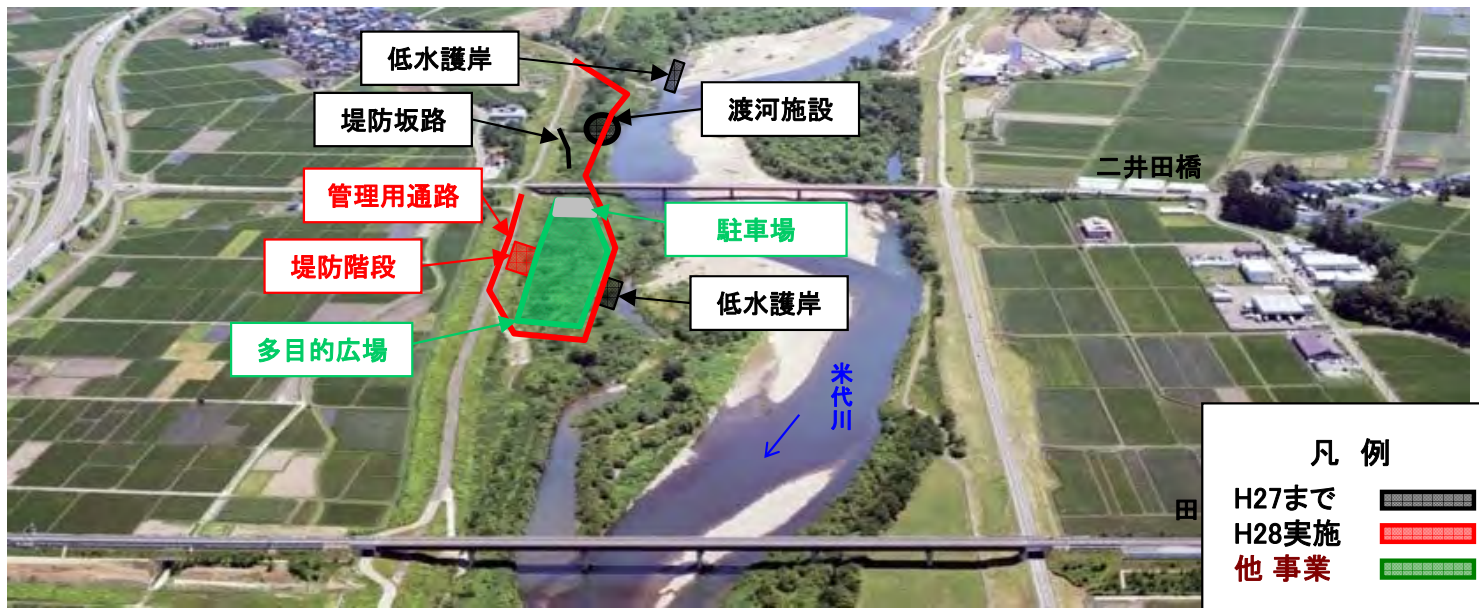 低水護岸
堤防坂路
渡河施設
二井田橋
管理用通路
駐車場
堤防階段
低水護岸
多目的広場
米代川
田
凡 例
H27まで
H28実施
他 事業